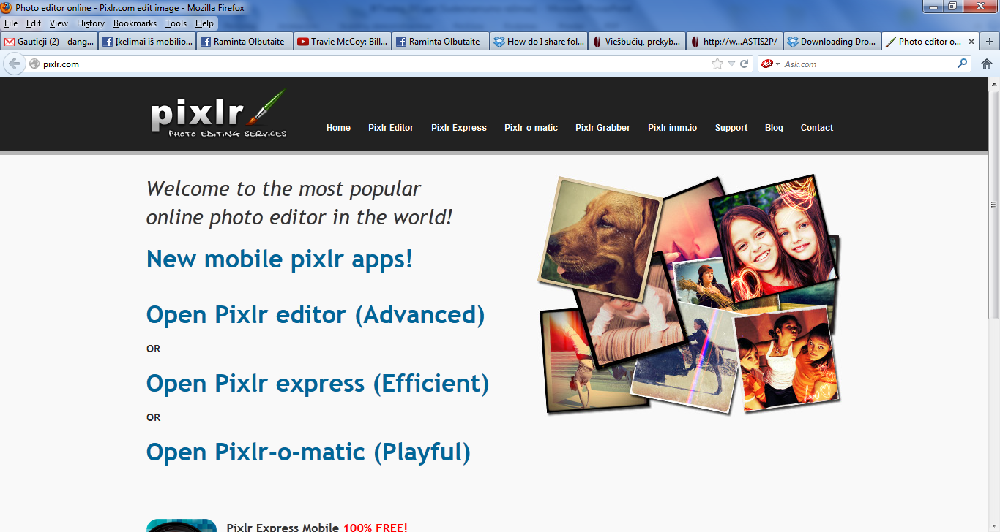 Photo editor online - Pixlr.com edit image - Mozilla Firefox
File Edit View History Bookmarks Tools Help
Gautieji (2) - dang... Įkėlimai iš mobilio... Raminta Olbutaite Travie McCoy: Bill... Raminta Olbutaite How do I share fol... Viešbučių, prekyb... http://w...ASTIS2P/ Downloading Dro... Photo editor o...
pixlr.com Ask Ask.com
pixlr
PHOTO EDITING SERVICES
Home Pixlr Editor Pixlr Express Pixlr-o-matic Pixlr Grabber Pixlr imm.io Support Blog Contact
Welcome to the most popular
online photo editor in the world!
New mobile pixlr apps!
Open Pixlr editor (Advanced)
OR
Open Pixlr express (Efficient)
OR
Open Pixlr-o-matic (Playful)
Pixlr Express Mobile 100% FREE!